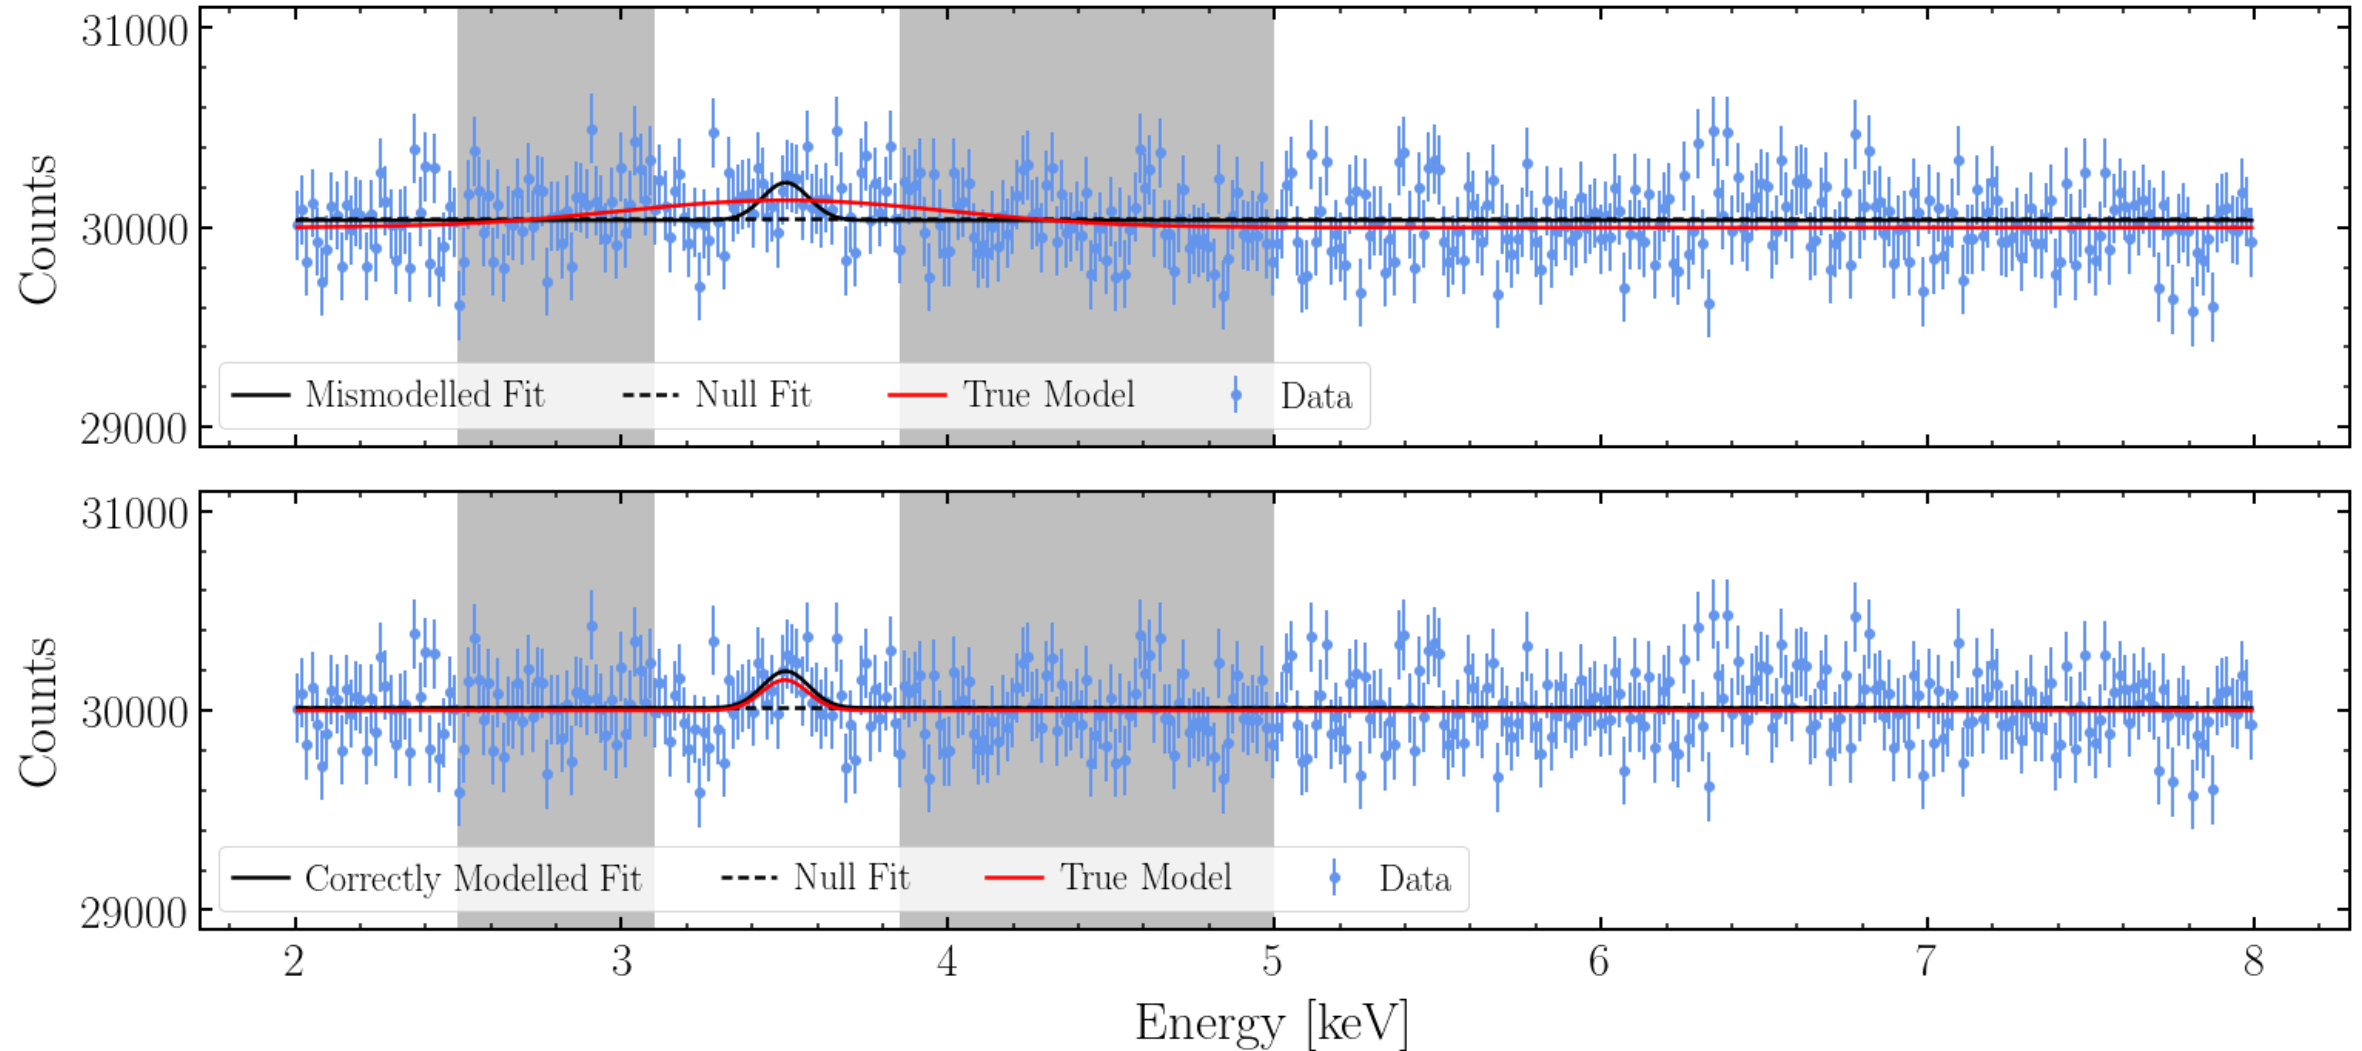 31000
30000
29000
Counts
Mismodelled Fit Null Fit True Model Data
31000
30000
29000
Counts
Correctly Modelled Fit Null Fit True Model Data
2 3 4 5 6 7 8
Energy [keV]